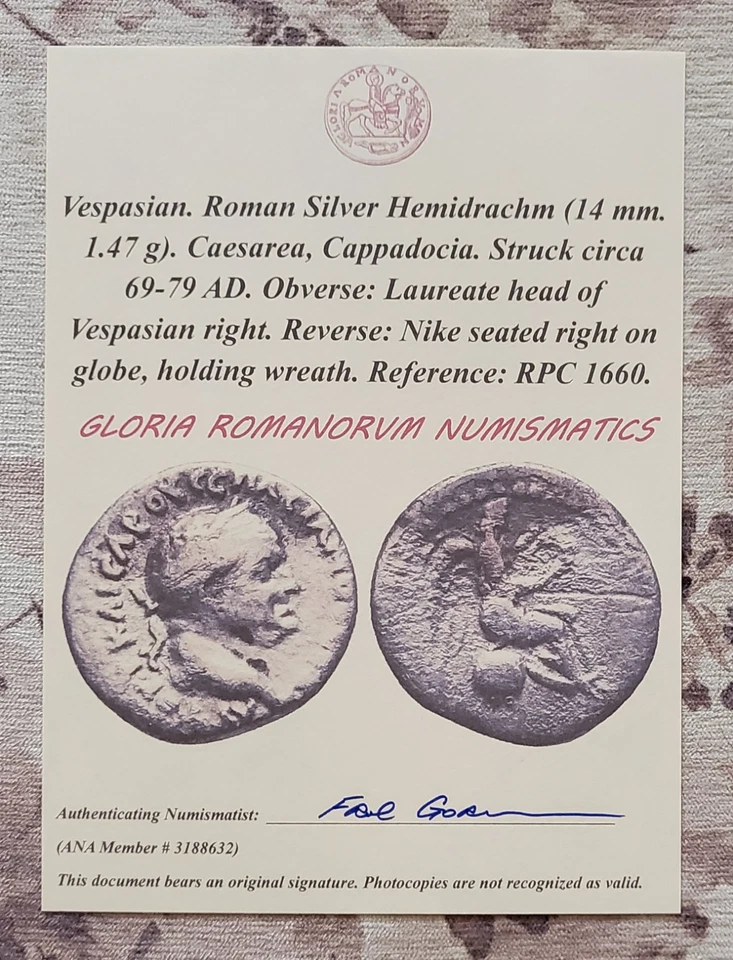 GLORIA ROMANORVM
Vespasian. Roman Silver Hemidrachm (14 mm.
1.47 g). Caesarea, Cappadocia. Struck circa
69-79 AD. Obverse: Laureate head of
Vespasian right. Reverse: Nike seated right on
globe, holding wreath. Reference: RPC 1660.
GLORIA ROMANORVM NUMISMATICS
Authenticating Numismatist:
(ANA Member # 3188632)
This document bears an original signature. Photocopies are not recognized as valid.